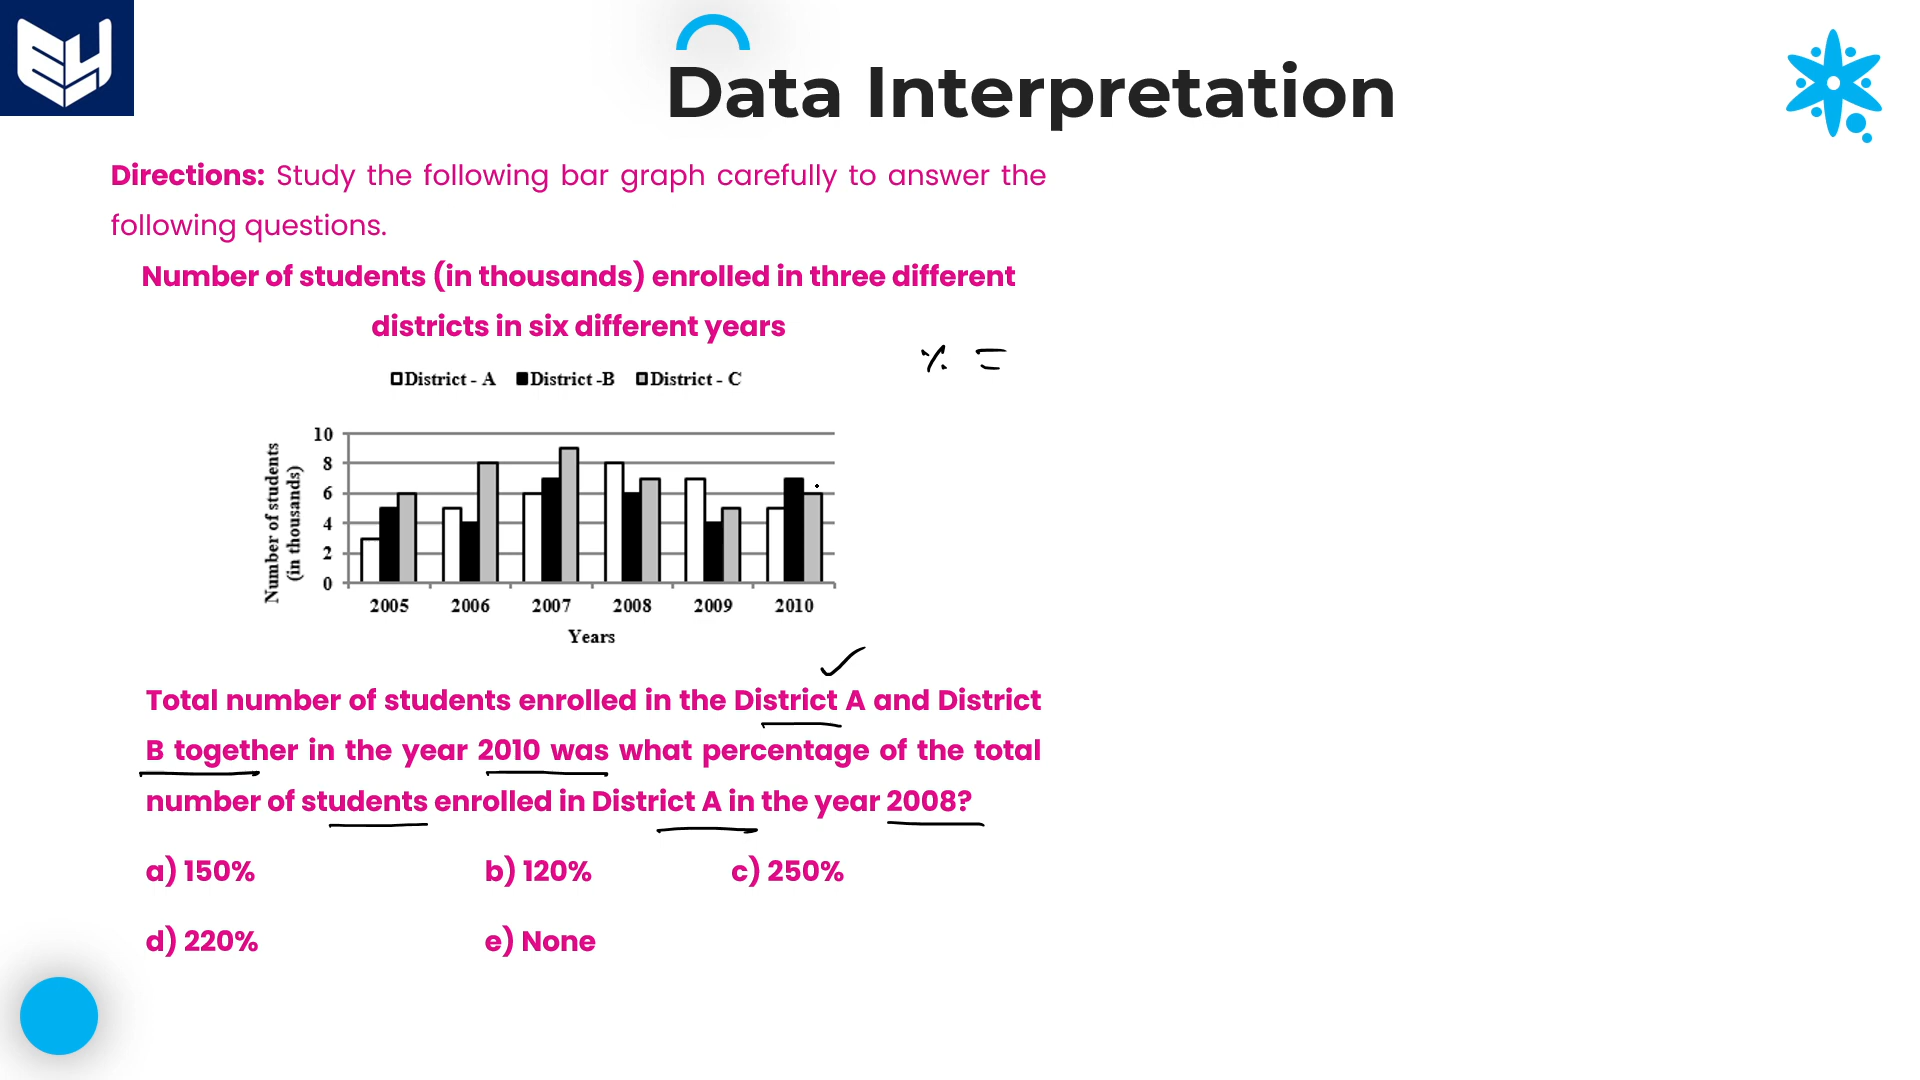 Data Interpretation
Directions: Study the following bar graph carefully to answer the
following questions.
Number of students (in thousands) enrolled in three different
districts in six different years
% =
District - A District -B District - C
Number of students
(in thousands)
10
8
6
4
2
0
2005 2006 2007 2008 2009 2010
Years
Total number of students enrolled in the District A and District
B together in the year 2010 was what percentage of the total
number of students enrolled in District A in the year 2008?
a) 150% b) 120% c) 250%
d) 220% e) None